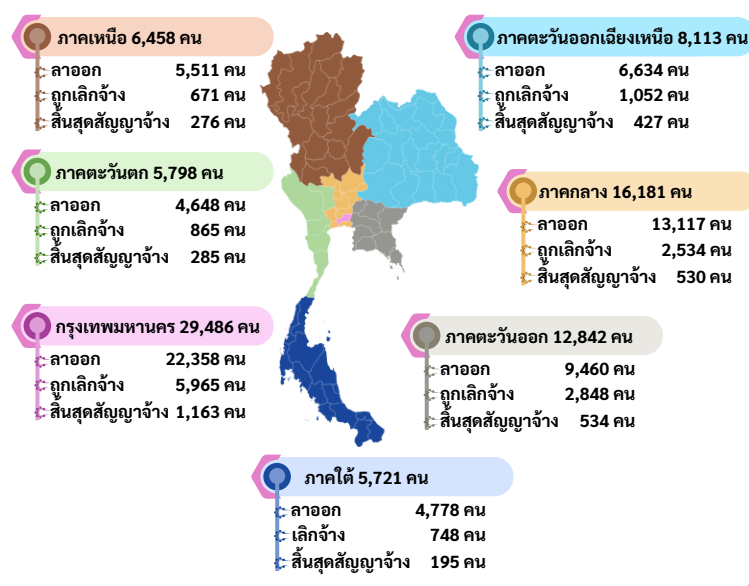 ภาคเหนือ 6,458 คน
ลาออก 5,511 คน
ถูกเลิกจ้าง 671 คน
สิ้นสุดสัญญาจ้าง 276 คน
ภาคตะวันออกเฉียงเหนือ 8,113 คน
ลาออก 6,634 คน
ถูกเลิกจ้าง 1,052 คน
สิ้นสุดสัญญาจ้าง 427 คน
ภาคตะวันตก 5,798 คน
ลาออก 4,648 คน
ถูกเลิกจ้าง 865 คน
สิ้นสุดสัญญาจ้าง 285 คน
ภาคกลาง 16,181 คน
ลาออก 13,117 คน
ถูกเลิกจ้าง 2,534 คน
สิ้นสุดสัญญาจ้าง 530 คน
กรุงเทพมหานคร 29,486 คน
ลาออก 22,358 คน
ถูกเลิกจ้าง 5,965 คน
สิ้นสุดสัญญาจ้าง 1,163 คน
ภาคตะวันออก 12,842 คน
ลาออก 9,460 คน
ถูกเลิกจ้าง 2,848 คน
สิ้นสุดสัญญาจ้าง 534 คน
ภาคใต้ 5,721 คน
ลาออก 4,778 คน
เลิกจ้าง 748 คน
สิ้นสุดสัญญาจ้าง 195 คน